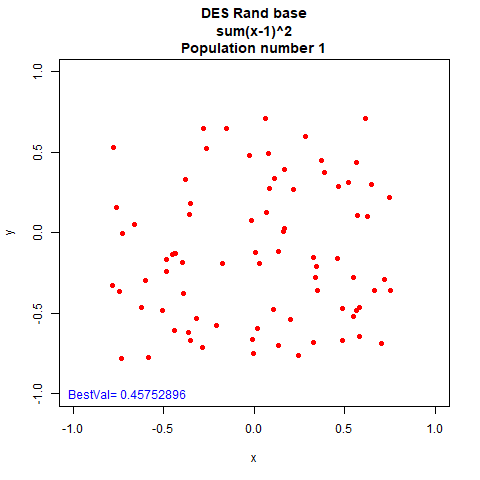 DES Rand base
sum(x-1)^2
Population number 1
1.0
0.5
0.0
-0.5
-1.0
y
BestVal= 0.45752896
-1.0 -0.5 0.0 0.5 1.0
x